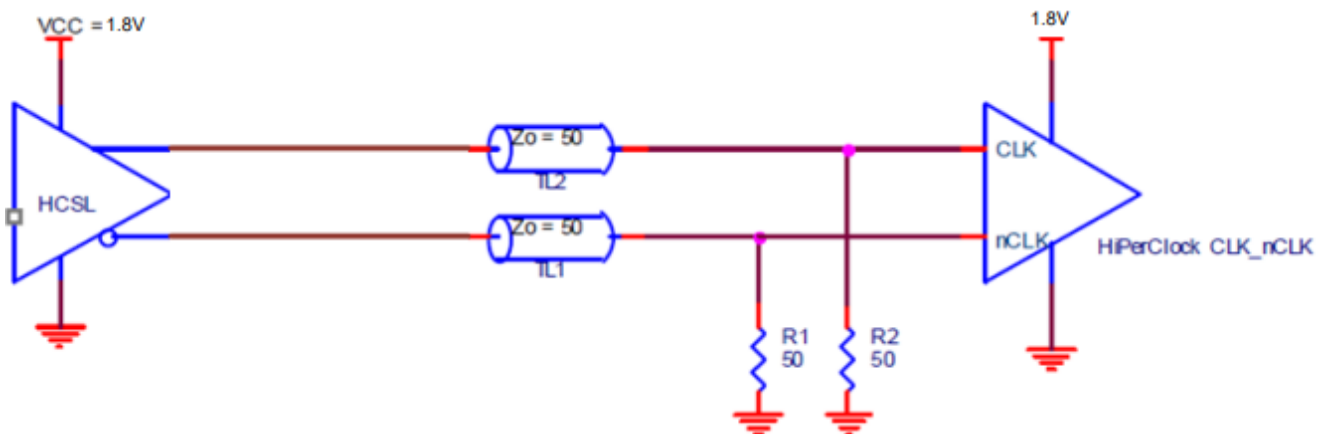 VCC = 1.8V
1.8V
Zo = 50
TL2
CLK
HCSL
Zo = 50
TL1
nCLK
HiPerClock CLK_nCLK
R1
50
R2
50